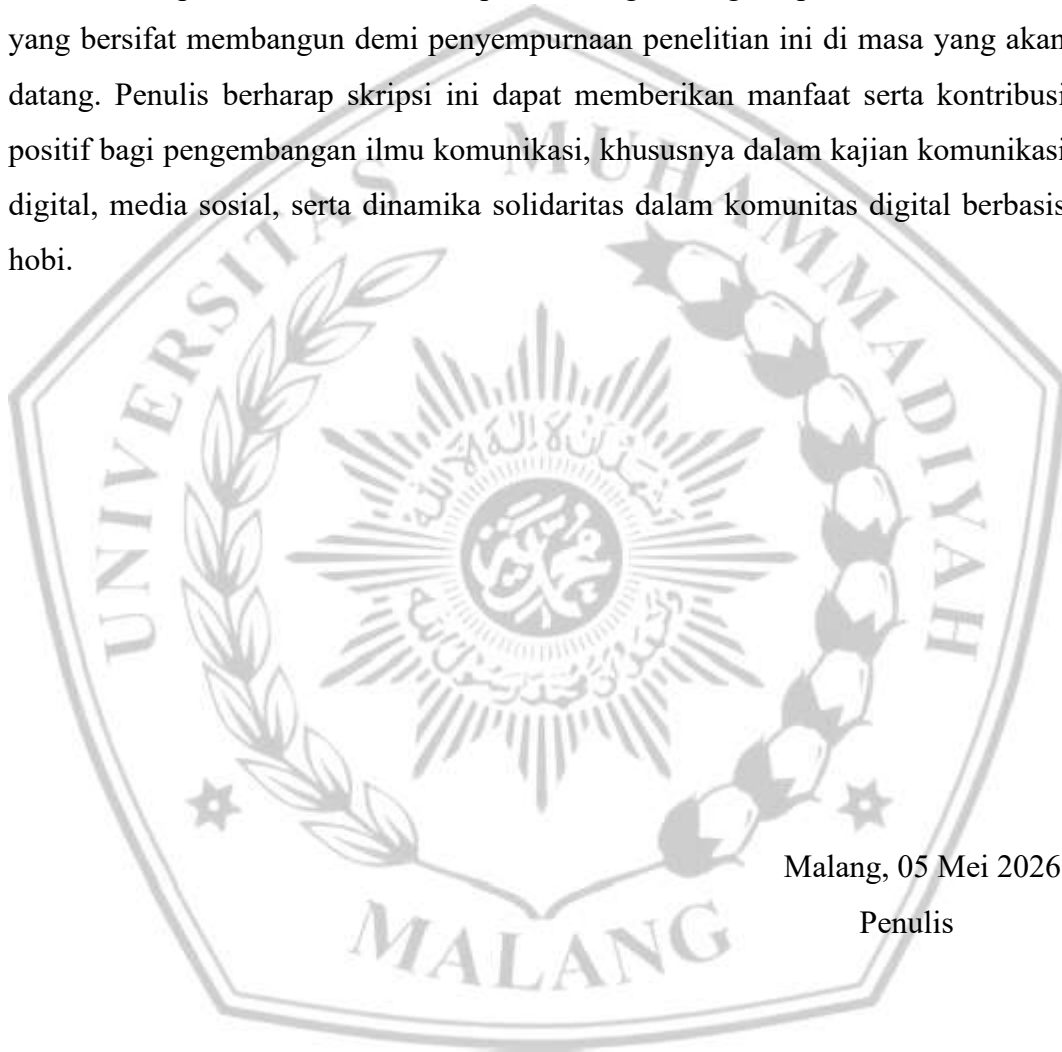 yang bersifat membangun demi penyempurnaan penelitian ini di masa yang akan
datang. Penulis berharap skripsi ini dapat memberikan manfaat serta kontribusi
positif bagi pengembangan ilmu komunikasi, khususnya dalam kajian komunikasi
digital, media sosial, serta dinamika solidaritas dalam komunitas digital berbasis
hobi.
UNIVERSITAS MUHAMMADIYAH
MALANG
Malang, 05 Mei 2026
Penulis